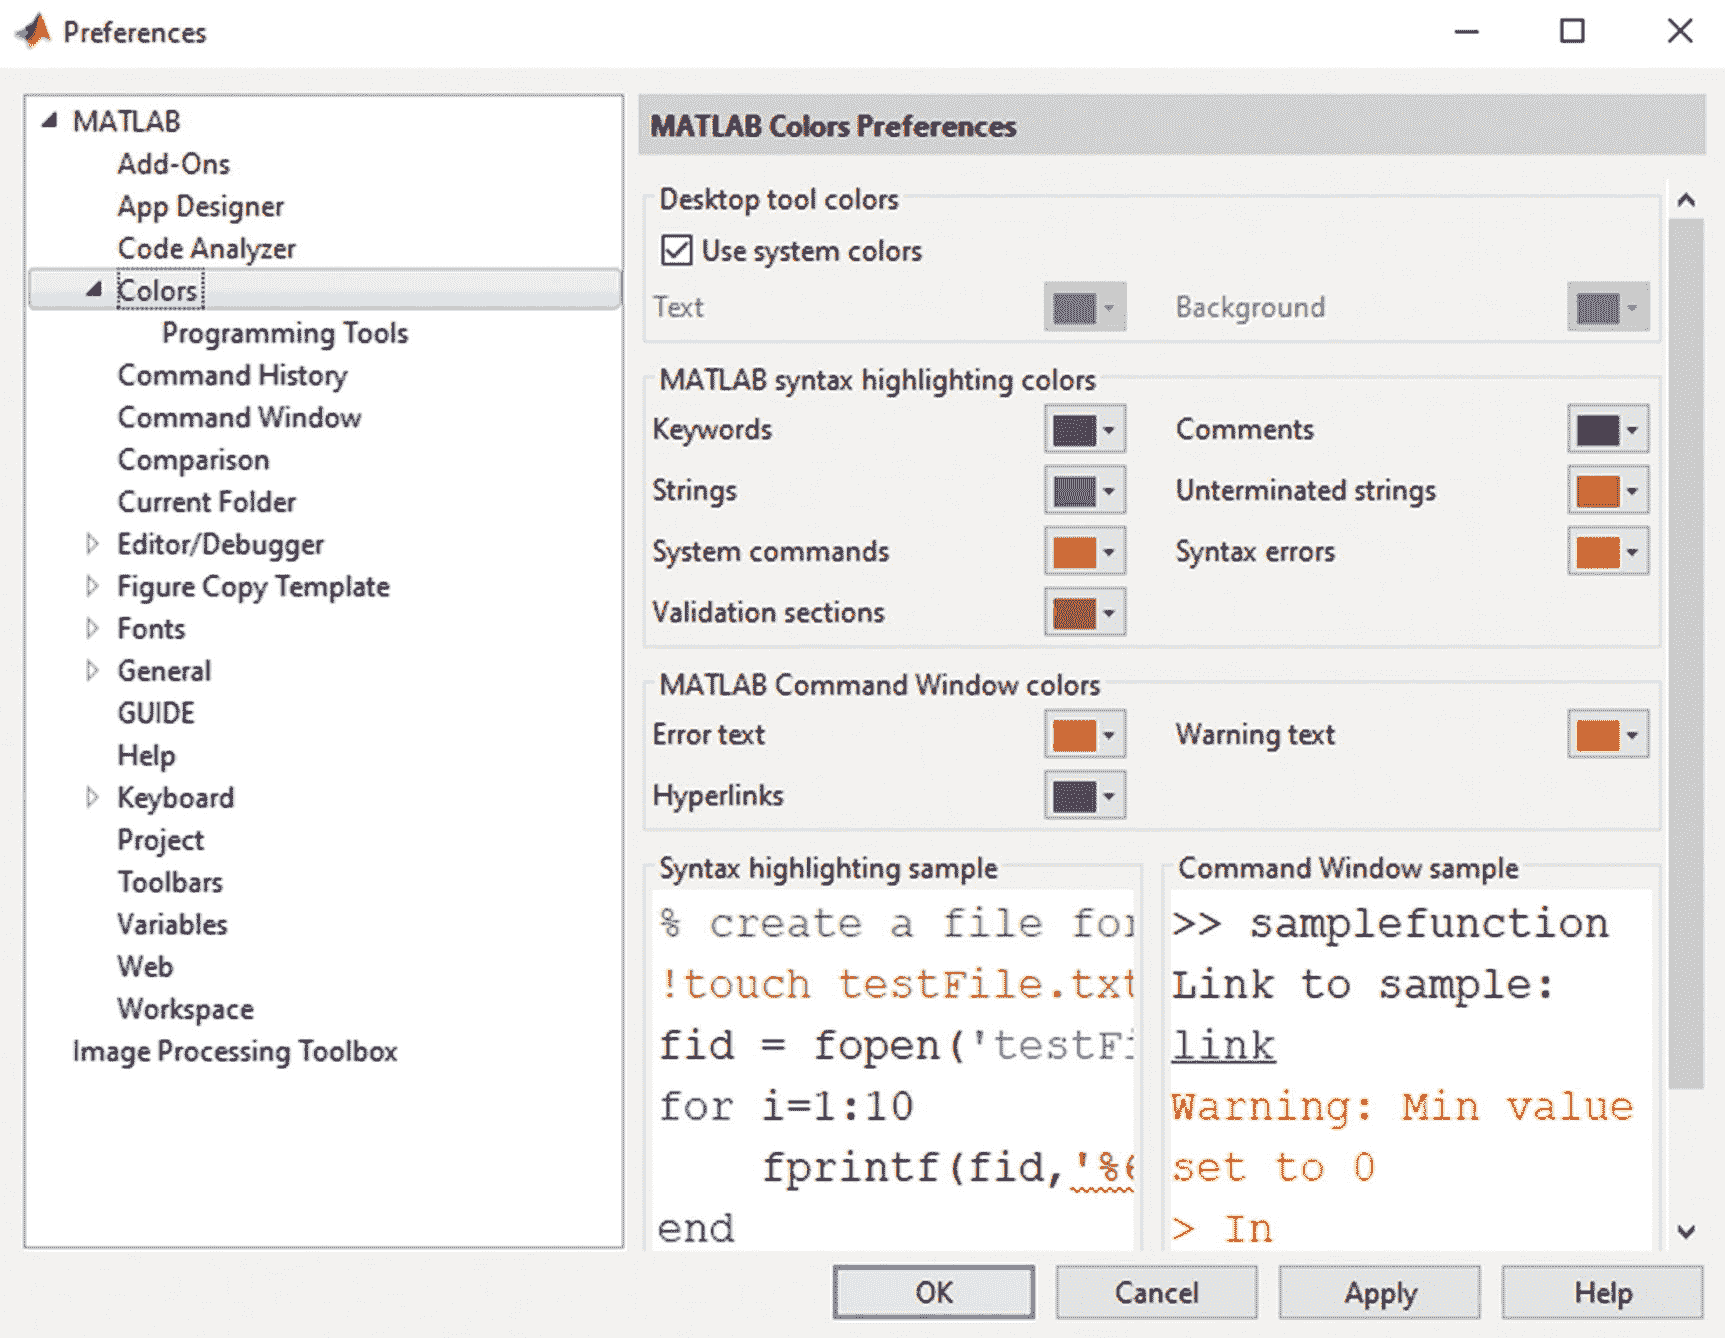 Preferences
MATLAB
Add-Ons
App Designer
Code Analyzer
Colors
Programming Tools
Command History
Command Window
Comparison
Current Folder
Editor/Debugger
Figure Copy Template
Fonts
General
GUIDE
Help
Keyboard
Project
Toolbars
Variables
Web
Workspace
Image Processing Toolbox
MATLAB Colors Preferences
Desktop tool colors
Use system colors
Text Background
MATLAB syntax highlighting colors
Keywords Comments
Strings Unterminated strings
System commands Syntax errors
Validation sections
MATLAB Command Window colors
Error text Warning text
Hyperlinks
Syntax highlighting sample
% create a file for
!touch testFile.txt
fid = fopen('testFi
for i=1:10
fprintf(fid,'%6
end
Command Window sample
>> samplefunction
Link to sample:
link
Warning: Min value
set to 0
> In
OK Cancel Apply Help